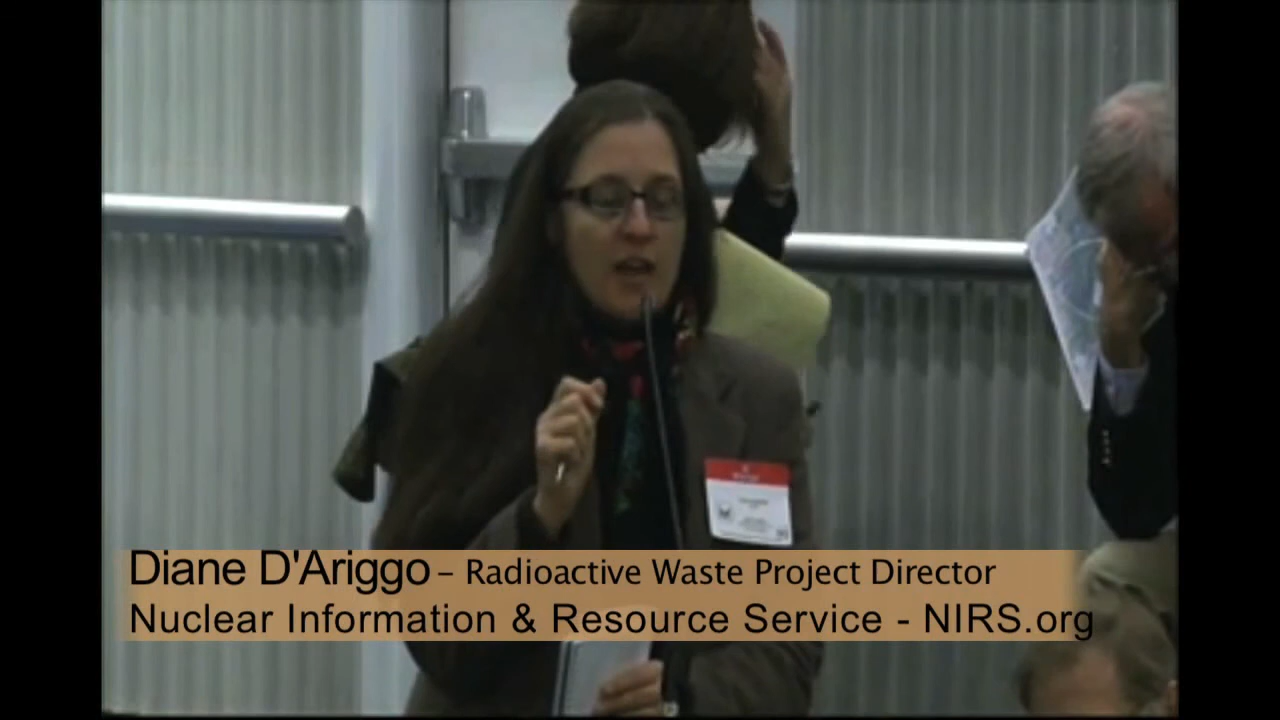 Diane D'Ariggo – Radioactive Waste Project Director
Nuclear Information & Resource Service - NIRS.org